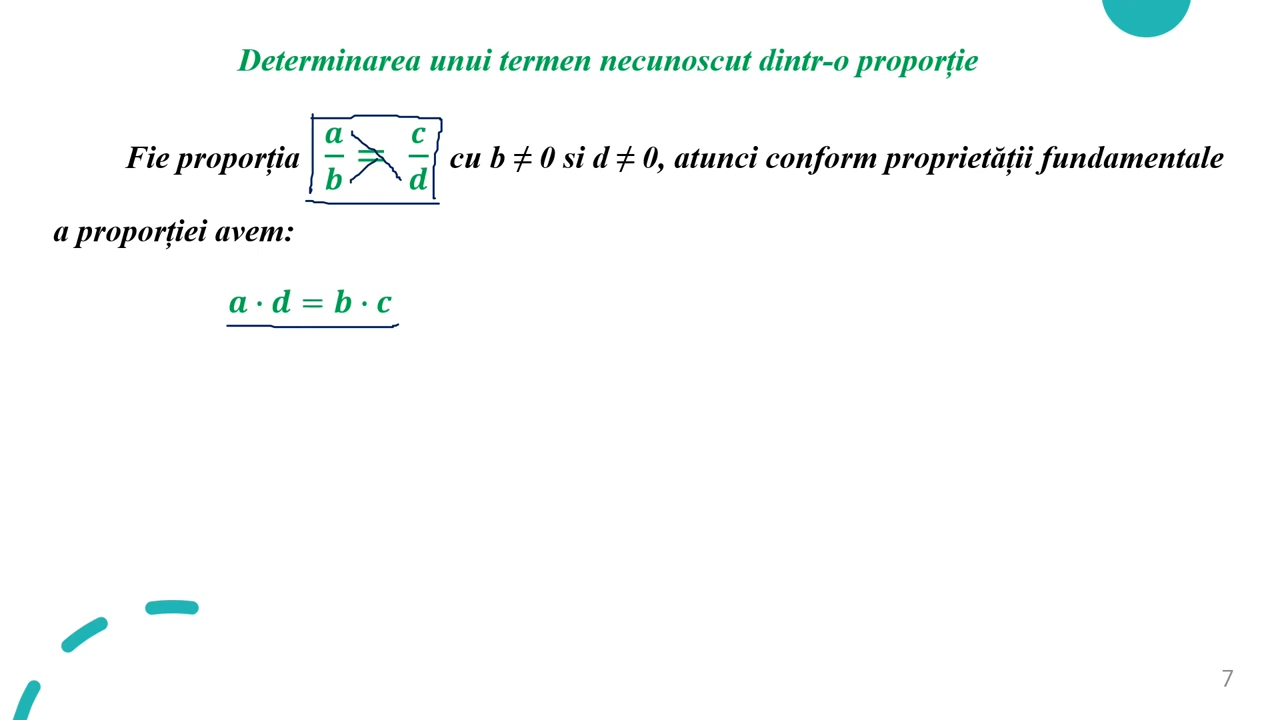 Determinarea unui termen necunoscut dintr-o proporție
Fie proporția a/b = c/d cu b ≠ 0 si d ≠ 0, atunci conform proprietății fundamentale
a proporției avem:
a · d = b · c
7